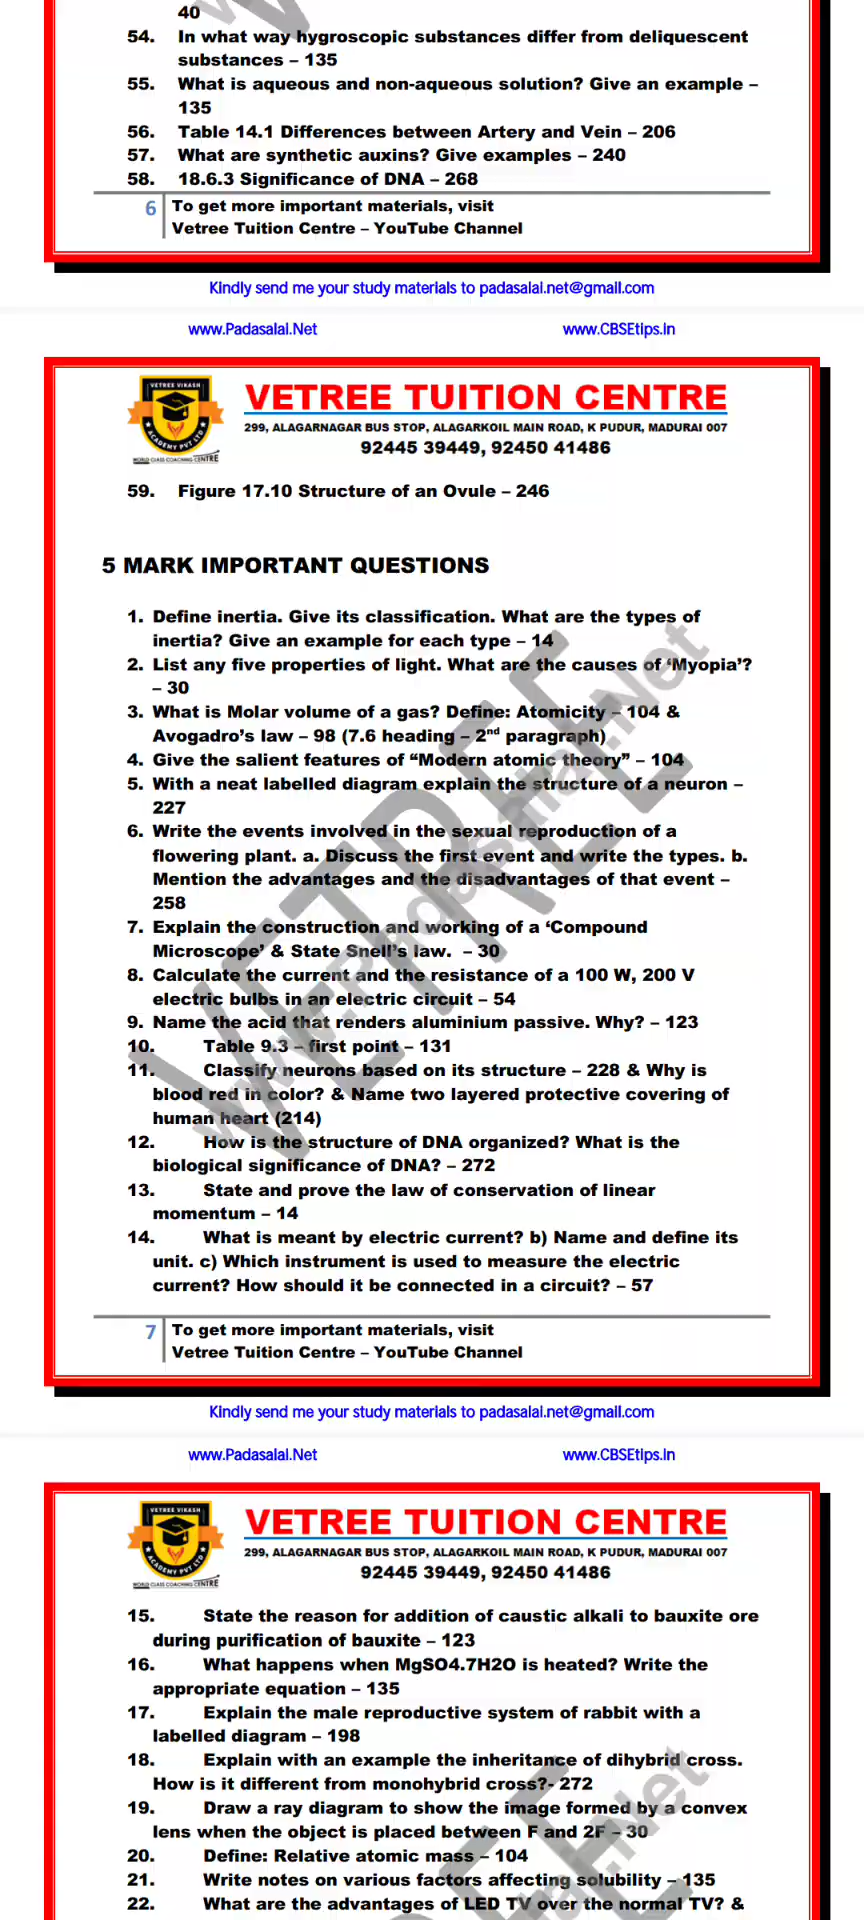 40
54. In what way hygroscopic substances differ from deliquescent
substances – 135
55. What is aqueous and non-aqueous solution? Give an example –
135
56. Table 14.1 Differences between Artery and Vein – 206
57. What are synthetic auxins? Give examples – 240
58. 18.6.3 Significance of DNA – 268
6 To get more important materials, visit
Vetree Tuition Centre – YouTube Channel
Kindly send me your study materials to padasalai.net@gmail.com
www.Padasalai.Net www.CBSEtips.in
VETREE VIKASH
ACADEMY PVT LTD
WORLD CLASS COACHING CENTRE
VETREE TUITION CENTRE
299, ALAGARNAGAR BUS STOP, ALAGARKOIL MAIN ROAD, K PUDUR, MADURAI 007
92445 39449, 92450 41486
59. Figure 17.10 Structure of an Ovule – 246
5 MARK IMPORTANT QUESTIONS
1. Define inertia. Give its classification. What are the types of
inertia? Give an example for each type – 14
2. List any five properties of light. What are the causes of ‘Myopia’?
– 30
3. What is Molar volume of a gas? Define: Atomicity – 104 &
Avogadro’s law – 98 (7.6 heading – 2nd paragraph)
4. Give the salient features of “Modern atomic theory” – 104
5. With a neat labelled diagram explain the structure of a neuron –
227
6. Write the events involved in the sexual reproduction of a
flowering plant. a. Discuss the first event and write the types. b.
Mention the advantages and the disadvantages of that event –
258
7. Explain the construction and working of a ‘Compound
Microscope’ & State Snell’s law. – 30
8. Calculate the current and the resistance of a 100 W, 200 V
electric bulbs in an electric circuit – 54
9. Name the acid that renders aluminium passive. Why? – 123
10. Table 9.3 – first point – 131
11. Classify neurons based on its structure – 228 & Why is
blood red in color? & Name two layered protective covering of
human heart (214)
12. How is the structure of DNA organized? What is the
biological significance of DNA? – 272
13. State and prove the law of conservation of linear
momentum – 14
14. What is meant by electric current? b) Name and define its
unit. c) Which instrument is used to measure the electric
current? How should it be connected in a circuit? – 57
VETREE
www.Padasalai.Net
7 To get more important materials, visit
Vetree Tuition Centre – YouTube Channel
Kindly send me your study materials to padasalai.net@gmail.com
www.Padasalai.Net www.CBSEtips.in
VETREE VIKASH
ACADEMY PVT LTD
WORLD CLASS COACHING CENTRE
VETREE TUITION CENTRE
299, ALAGARNAGAR BUS STOP, ALAGARKOIL MAIN ROAD, K PUDUR, MADURAI 007
92445 39449, 92450 41486
15. State the reason for addition of caustic alkali to bauxite ore
during purification of bauxite – 123
16. What happens when MgSO4.7H2O is heated? Write the
appropriate equation – 135
17. Explain the male reproductive system of rabbit with a
labelled diagram – 198
18. Explain with an example the inheritance of dihybrid cross.
How is it different from monohybrid cross?- 272
19. Draw a ray diagram to show the image formed by a convex
lens when the object is placed between F and 2F – 30
20. Define: Relative atomic mass – 104
21. Write notes on various factors affecting solubility – 135
22. What are the advantages of LED TV over the normal TV? &